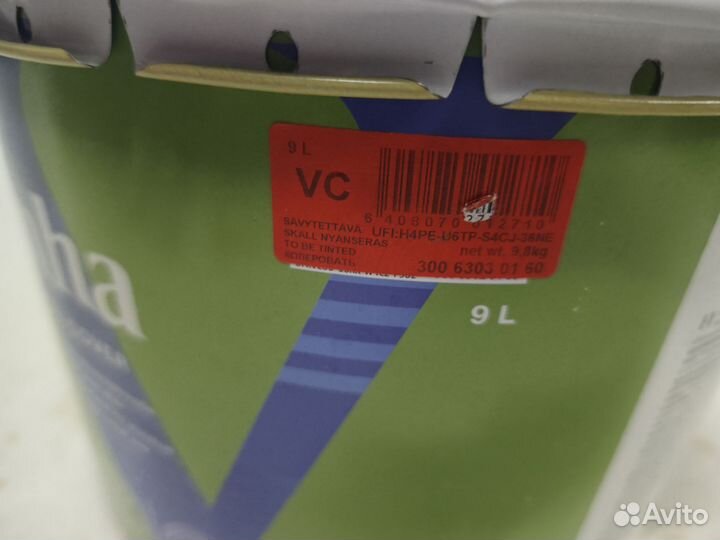 9 L
VC
6 408070 012710
SÄVYTETTÄVÄ UFI:H4PE-U6TP-S4CJ-36NE
SKALL NYANSERAS net wt. 9,8kg
TO BE TINTED
КОЛЕРОВАТЬ 300 6303 01 60
9 L
ha
Avito